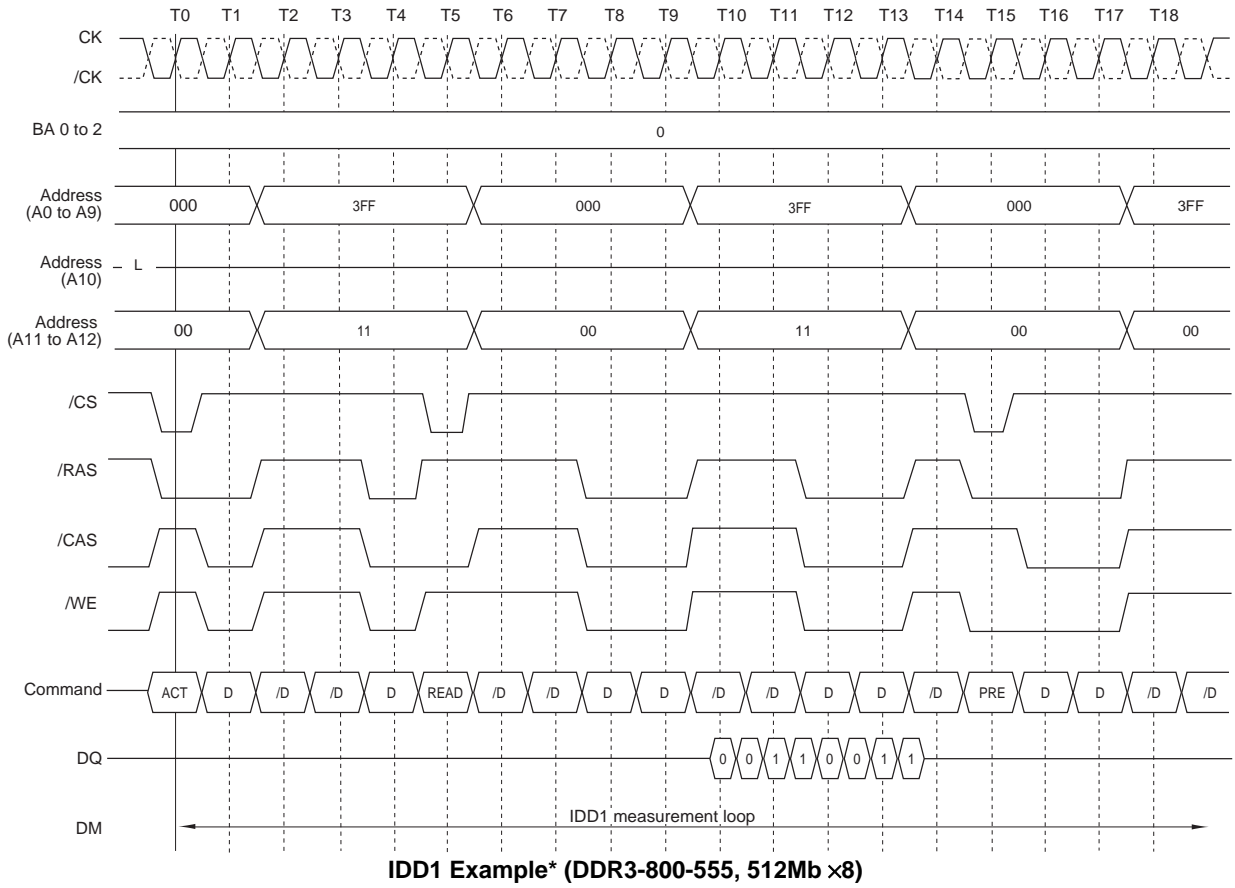 T0 T1 T2 T3 T4 T5 T6 T7 T8 T9 T10 T11 T12 T13 T14 T15 T16 T17 T18
CK
/CK
BA 0 to 2
0
Address
(A0 to A9)
000 3FF 000 3FF 000 3FF
Address
(A10)
L
Address
(A11 to A12)
00 11 00 11 00 00
/CS
/RAS
/CAS
/WE
Command
ACT D /D /D D READ /D /D D D /D /D D D /D PRE D D /D /D
DQ
0 0 1 1 0 0 1 1
DM
IDD1 measurement loop
IDD1 Example* (DDR3-800-555, 512Mb ×8)